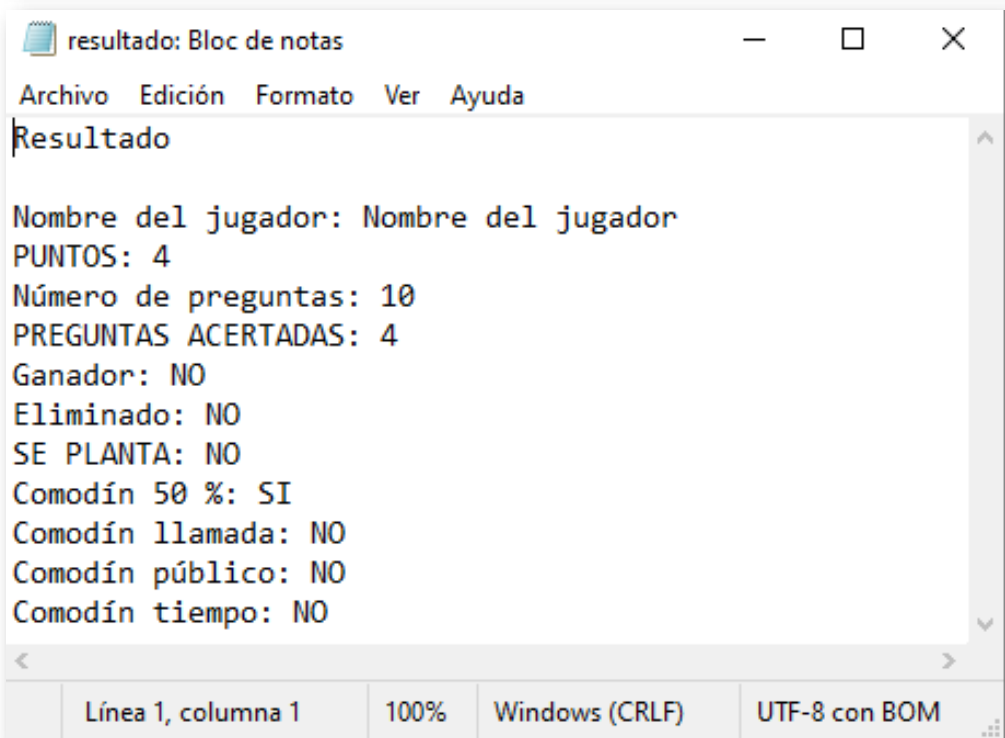 resultado: Bloc de notas
Archivo Edición Formato Ver Ayuda
Resultado
Nombre del jugador: Nombre del jugador
PUNTOS: 4
Número de preguntas: 10
PREGUNTAS ACERTADAS: 4
Ganador: NO
Eliminado: NO
SE PLANTA: NO
Comodín 50 %: SI
Comodín llamada: NO
Comodín público: NO
Comodín tiempo: NO
Línea 1, columna 1 100% Windows (CRLF) UTF-8 con BOM